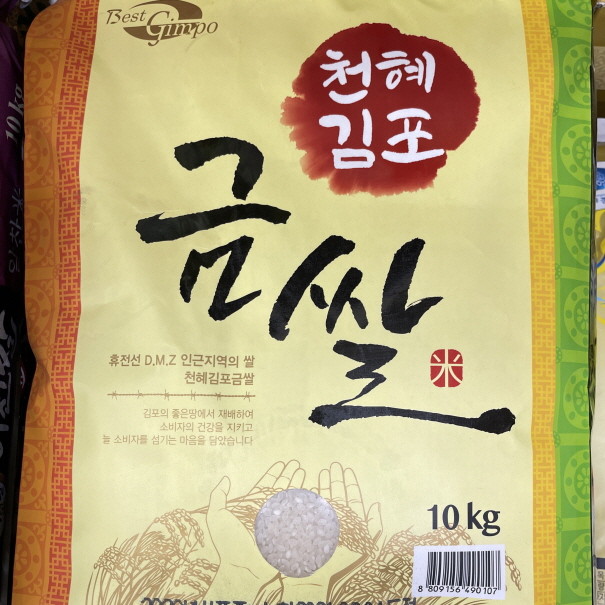 Best
Gimpo
천혜
김포
금쌀
휴전선 D.M.Z 인근지역의 쌀
천혜김포금쌀
김포의 좋은땅에서 재배하여
소비자의 건강을 지키고
늘 소비자를 섬기는 마음을 담았습니다
米
10 kg
8 809156 490107
10kg